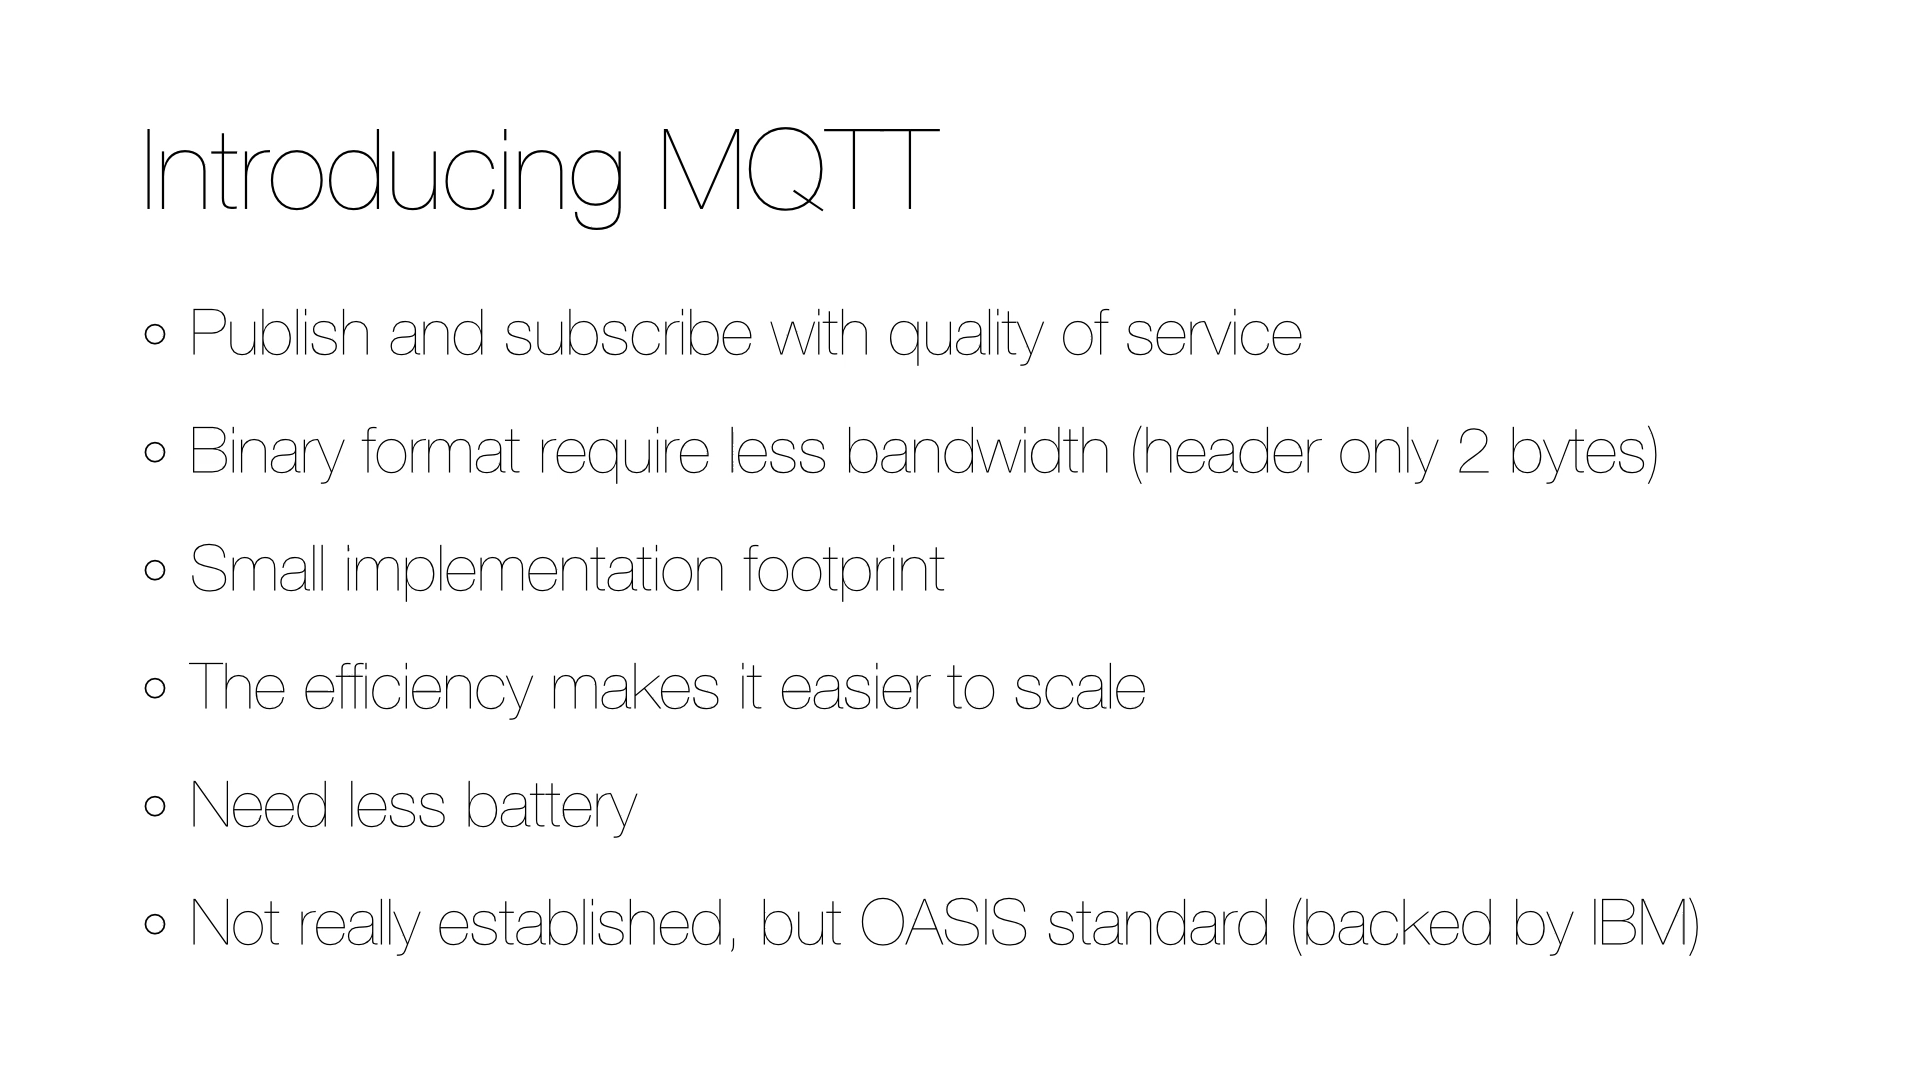 Introducing MQTT
Publish and subscribe with quality of service
Binary format require less bandwidth (header only 2 bytes)
Small implementation footprint
The efficiency makes it easier to scale
Need less battery
Not really established, but OASIS standard (backed by IBM)